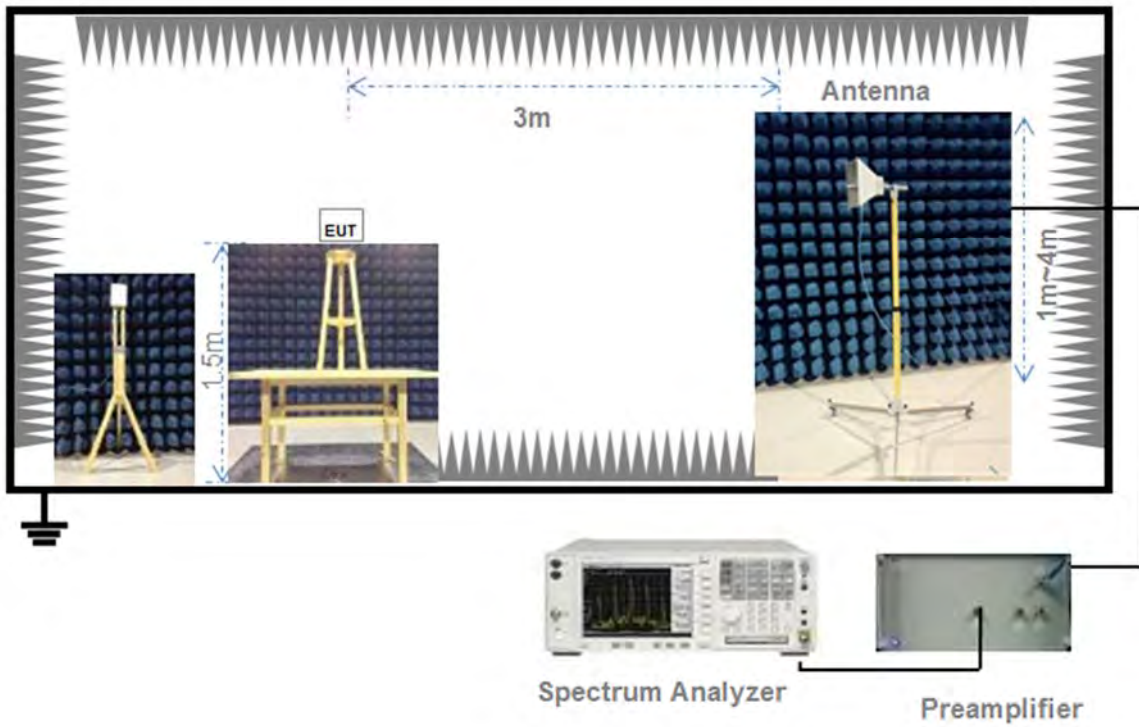 Antenna
3m
EUT
1.5m
1m~4m
Spectrum Analyzer
Preamplifier